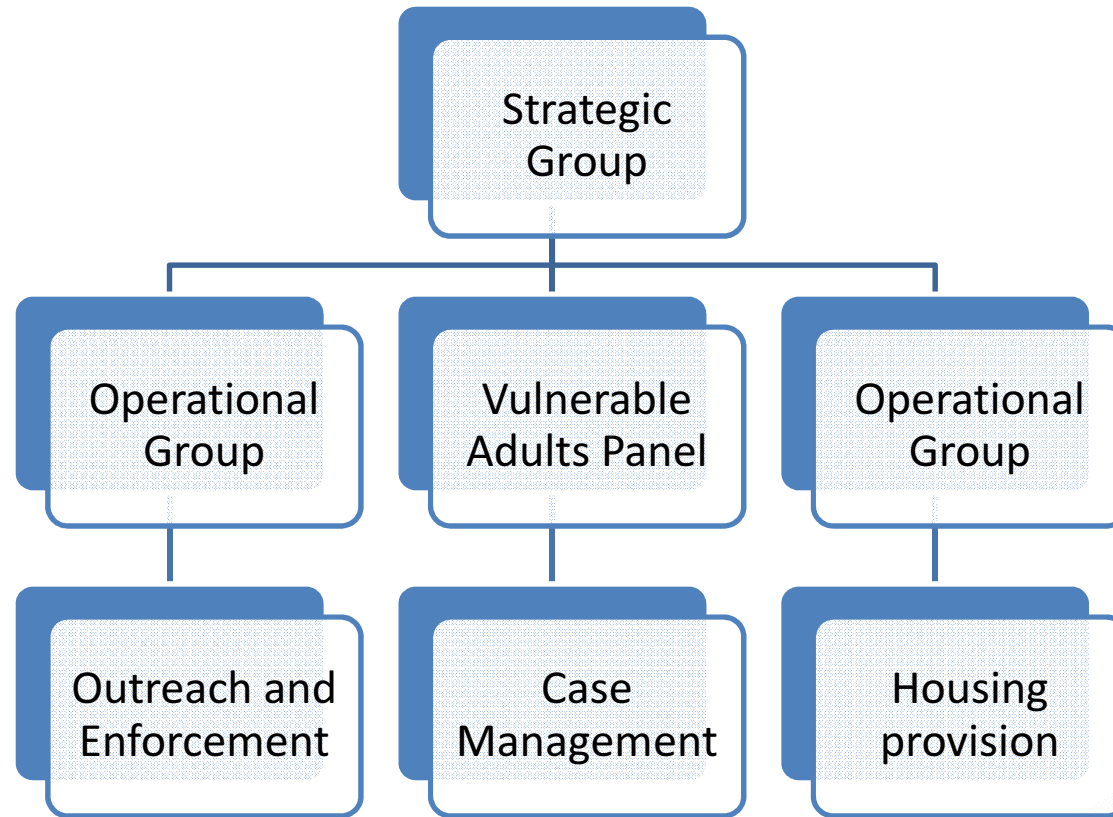 Strategic
Group
Operational
Group
Vulnerable
Adults Panel
Operational
Group
Outreach and
Enforcement
Case
Management
Housing
provision